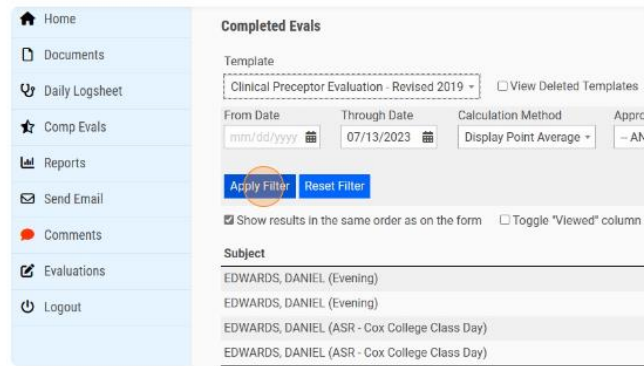 Home
Documents
Daily Logsheet
Comp Evals
Reports
Send Email
Comments
Evaluations
Logout
Completed Evals
Template
Clinical Preceptor Evaluation - Revised 2019
View Deleted Templates
From Date Through Date Calculation Method Appro
mm/dd/yyyy 07/13/2023 Display Point Average -- AN
Apply Filter Reset Filter
Show results in the same order as on the form Toggle "Viewed" column
Subject
EDWARDS, DANIEL (Evening)
EDWARDS, DANIEL (Evening)
EDWARDS, DANIEL (ASR - Cox College Class Day)
EDWARDS, DANIEL (ASR - Cox College Class Day)